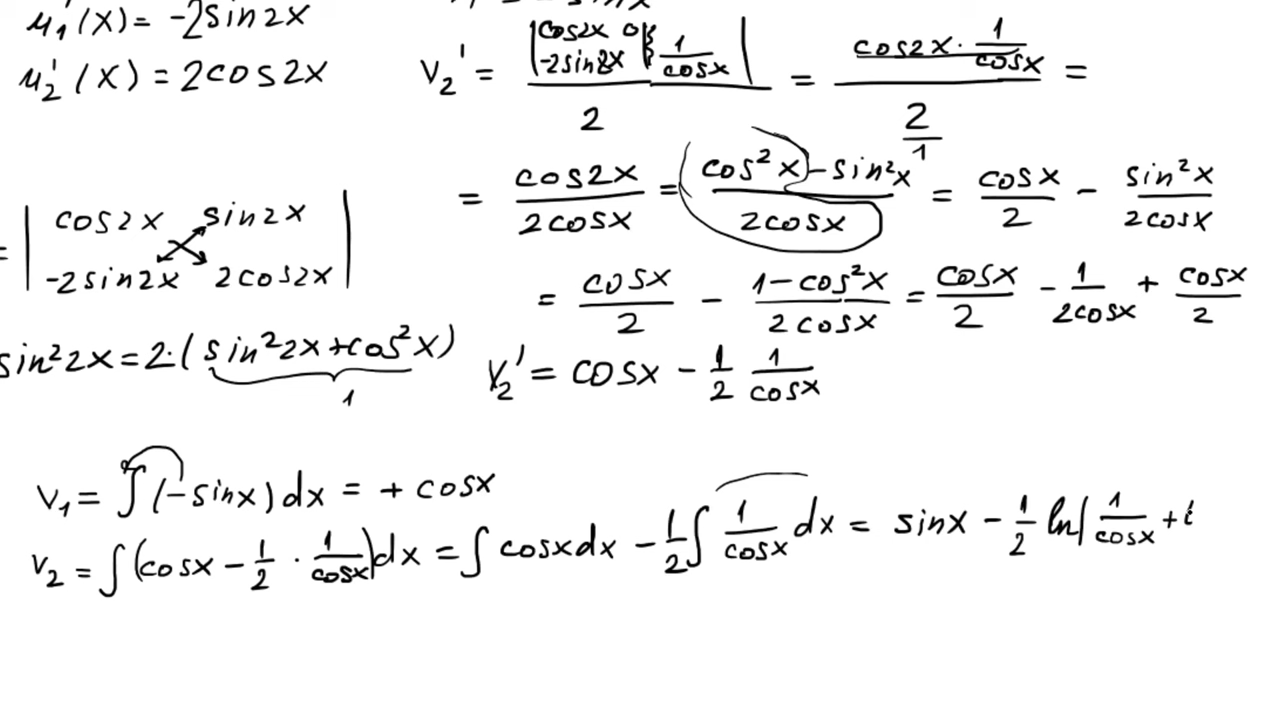 μ₁'(x) = -2sin2x
μ₂'(x) = 2cos2x
V₂' = |cos2x 0 -2sin2x 1/cosx| / 2 = (cos2x · 1/cosx) / (2/1) =
= cos2x / 2cosx = (cos²x - sin²x) / 2cosx = cosx/2 - sin²x / 2cosx
= | cos2x sin2x
-2sin2x 2cos2x |
= cosx/2 - (1-cos²x) / 2cosx = cosx/2 - 1/2cosx + cosx/2
sin²2x = 2·(sin²2x + cos²x)
1
V₂' = cosx - 1/2 1/cosx
V₁ = ∫(-sinx)dx = + cosx
V₂ = ∫(cosx - 1/2 · 1/cosx)dx = ∫cosxdx - 1/2 ∫ 1/cosx dx = sinx - 1/2 ln| 1/cosx + t